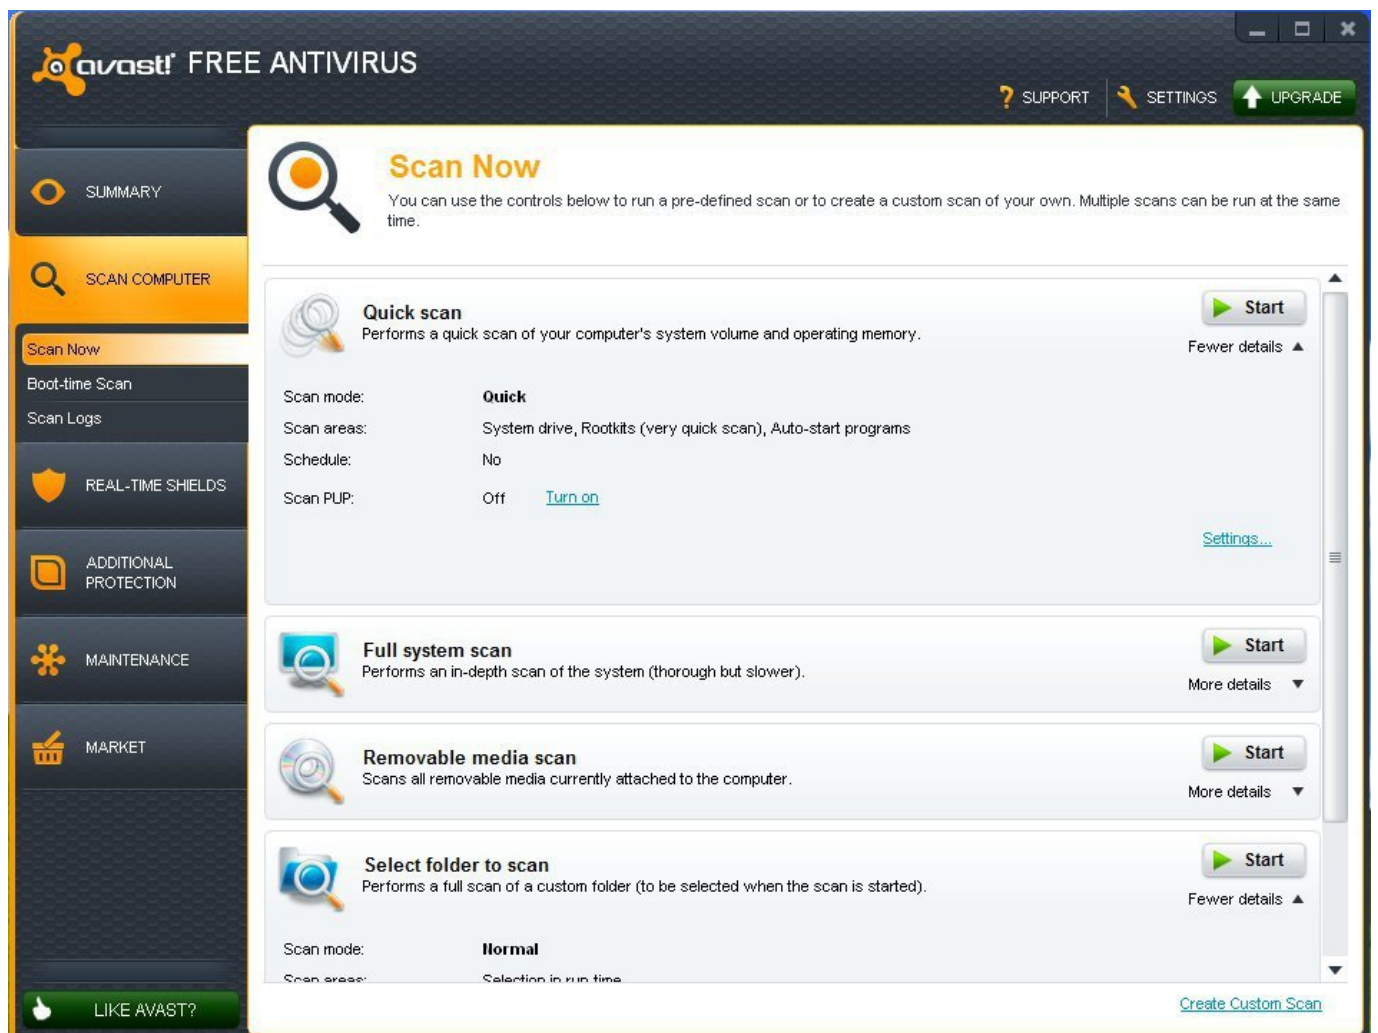 avast! FREE ANTIVIRUS
SUPPORT
SETTINGS
UPGRADE
SUMMARY
SCAN COMPUTER
Scan Now
Boot-time Scan
Scan Logs
REAL-TIME SHIELDS
ADDITIONAL
PROTECTION
MAINTENANCE
MARKET
LIKE AVAST?
Scan Now
You can use the controls below to run a pre-defined scan or to create a custom scan of your own. Multiple scans can be run at the same
time.
Quick scan
Start
Performs a quick scan of your computer's system volume and operating memory.
Fewer details
Scan mode: Quick
Scan areas: System drive, Rootkits (very quick scan), Auto-start programs
Schedule: No
Scan PUP: Off Turn on
Settings...
Full system scan
Start
Performs an in-depth scan of the system (thorough but slower).
More details
Removable media scan
Start
Scans all removable media currently attached to the computer.
More details
Select folder to scan
Start
Performs a full scan of a custom folder (to be selected when the scan is started).
Fewer details
Scan mode: Normal
Scan areas: Selection in run time
Create Custom Scan